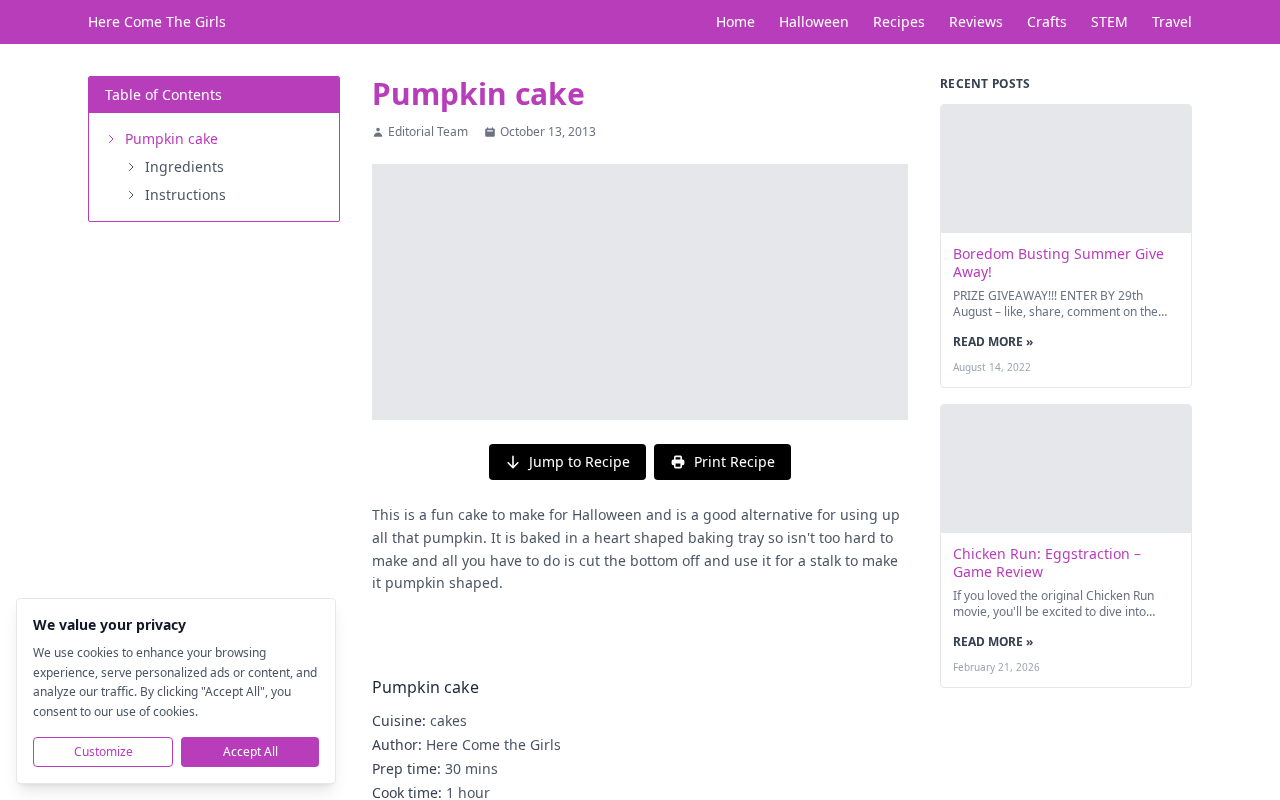 Here Come The Girls
Home Halloween Recipes Reviews Crafts STEM Travel
Table of Contents
Pumpkin cake
Ingredients
Instructions
Pumpkin cake
Editorial Team October 13, 2013
Jump to Recipe Print Recipe
This is a fun cake to make for Halloween and is a good alternative for using up
all that pumpkin. It is baked in a heart shaped baking tray so isn't too hard to
make and all you have to do is cut the bottom off and use it for a stalk to make
it pumpkin shaped.
Pumpkin cake
Cuisine: cakes
Author: Here Come the Girls
Prep time: 30 mins
Cook time: 1 hour
RECENT POSTS
Boredom Busting Summer Give
Away!
PRIZE GIVEAWAY!!! ENTER BY 29th
August – like, share, comment on the...
READ MORE »
August 14, 2022
Chicken Run: Eggstraction –
Game Review
If you loved the original Chicken Run
movie, you'll be excited to dive into...
READ MORE »
February 21, 2026
We value your privacy
We use cookies to enhance your browsing
experience, serve personalized ads or content, and
analyze our traffic. By clicking "Accept All", you
consent to our use of cookies.
Customize Accept All